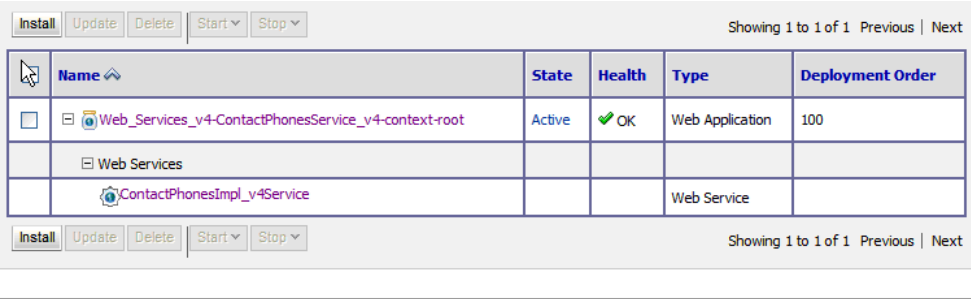 Install Update Delete Start Stop Showing 1 to 1 of 1 Previous | Next
Name State Health Type Deployment Order
Web_Services_v4-ContactPhonesService_v4-context-root Active OK Web Application 100
Web Services
ContactPhonesImpl_v4Service Web Service
Install Update Delete Start Stop Showing 1 to 1 of 1 Previous | Next